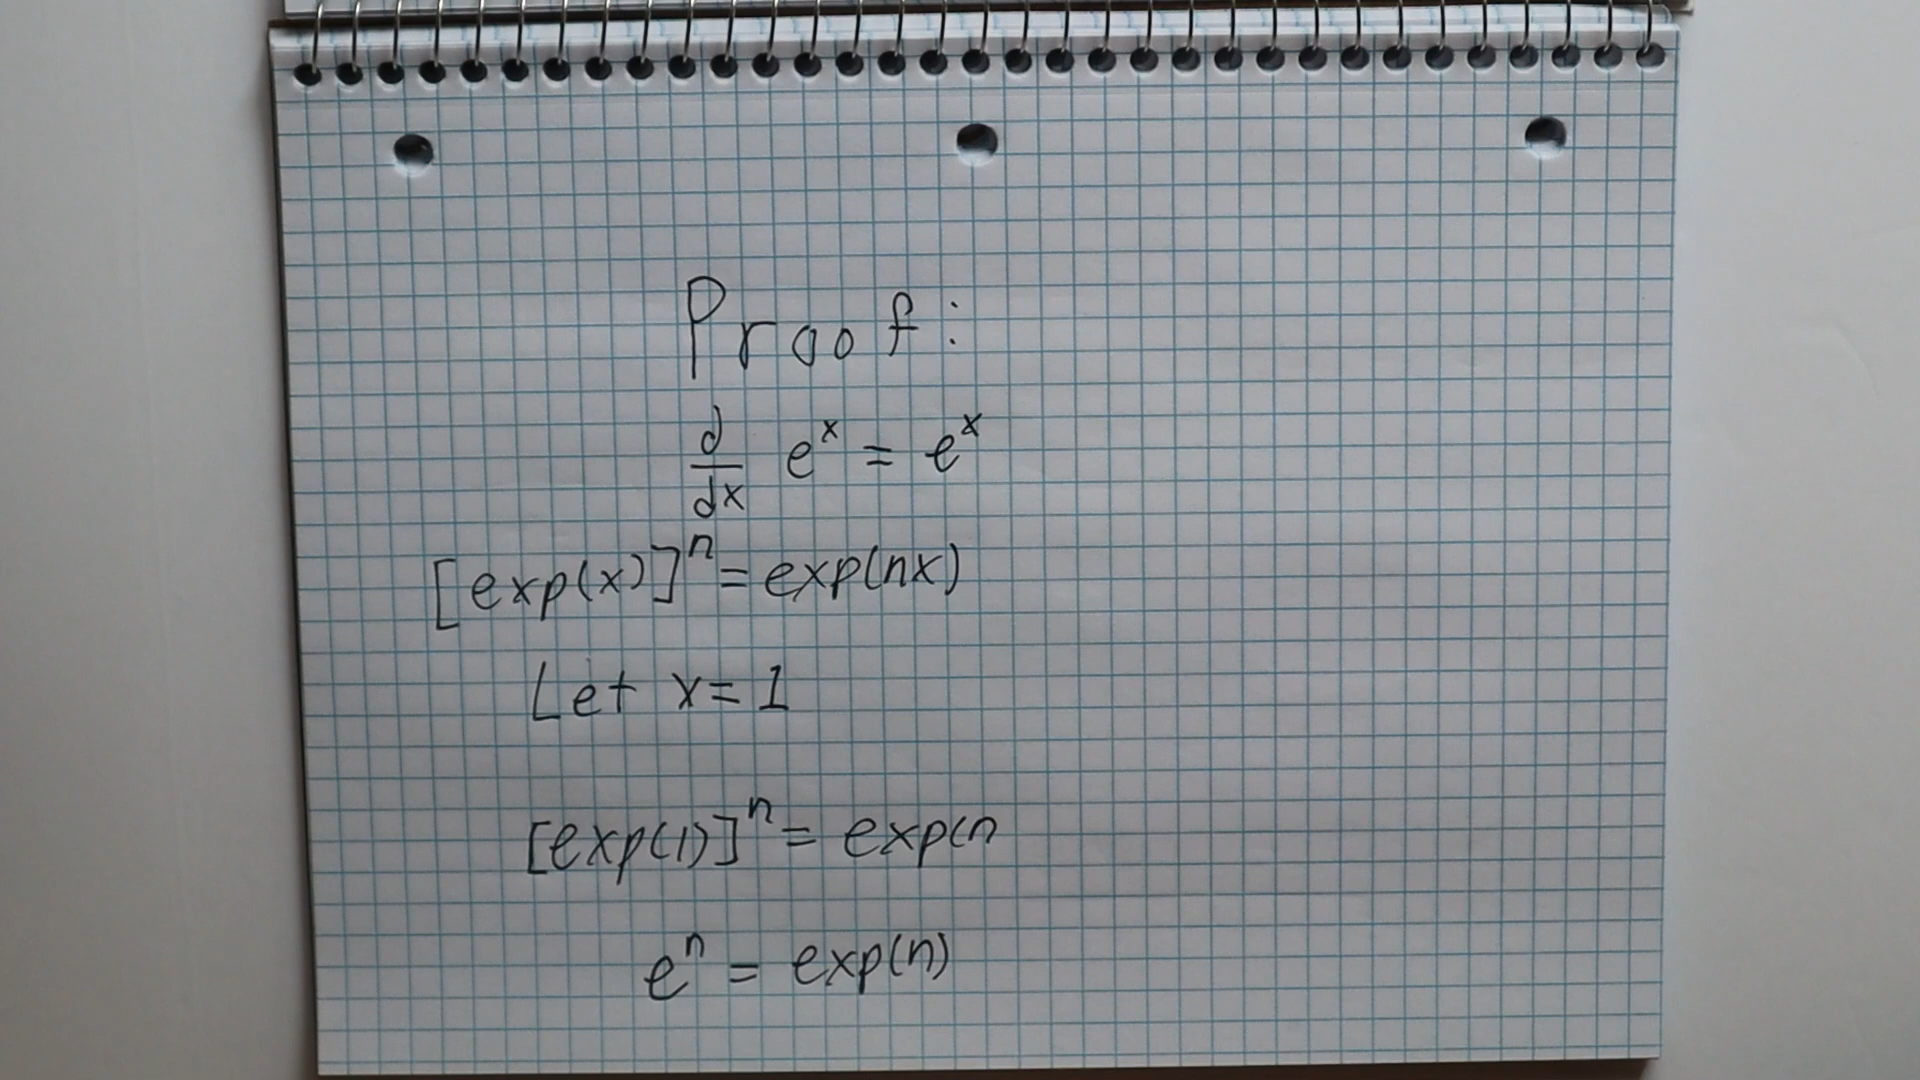 Proof:
d/dx e^x = e^x
[exp(x)]^n = exp(nx)
Let x = 1
[exp(1)]^n = exp(n
e^n = exp(n)